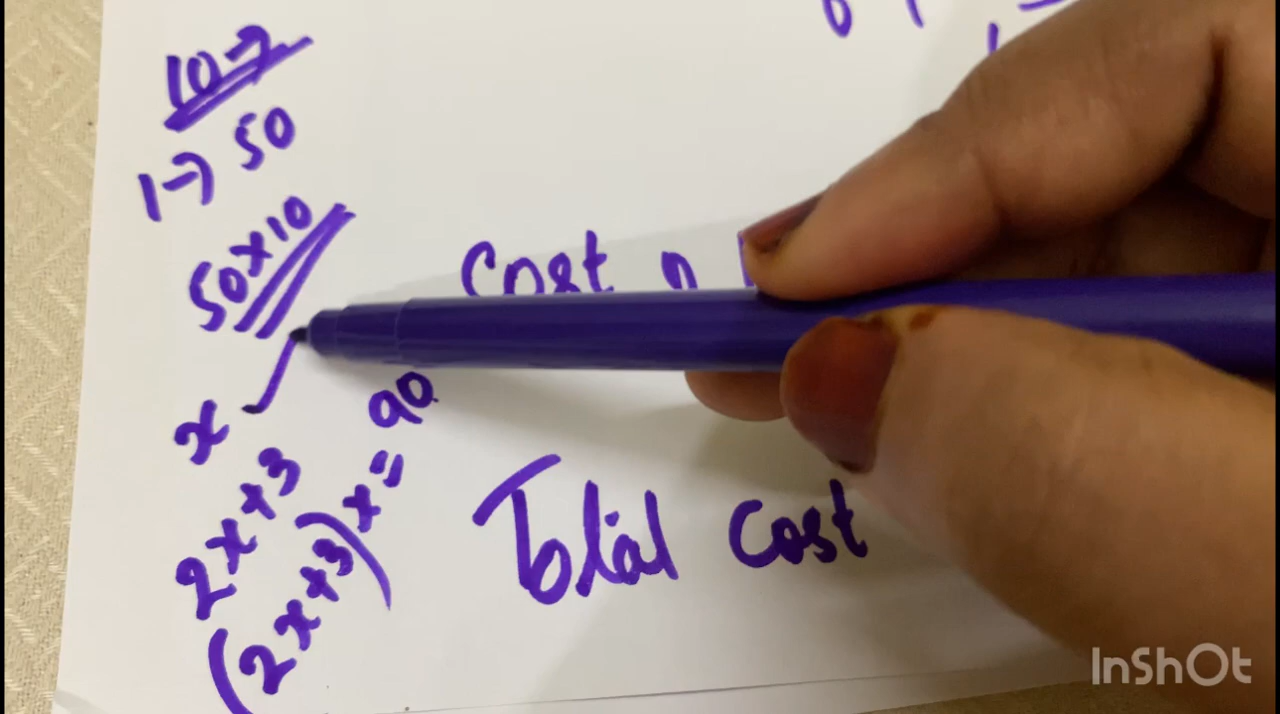 10→
1→ 50
50×10
x
2x+3
(2x+3)x = 90
Cost
Total Cost
InShOt